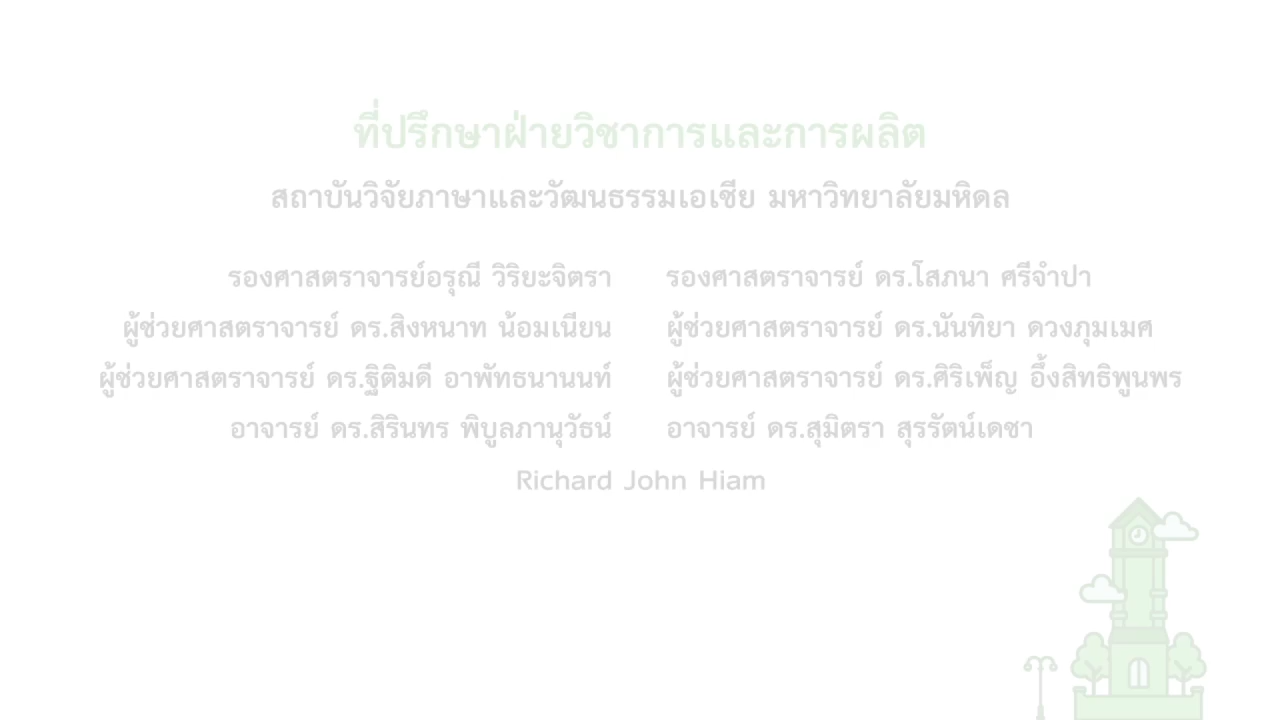 ที่ปรึกษาฝ่ายวิชาการและการผลิต
สถาบันวิจัยภาษาและวัฒนธรรมเอเชีย มหาวิทยาลัยมหิดล
รองศาสตราจารย์อรุณี วิริยะจิตรา รองศาสตราจารย์ ดร.โสภนา ศรีจำปา
ผู้ช่วยศาสตราจารย์ ดร.สิงหนาท น้อมเนียน ผู้ช่วยศาสตราจารย์ ดร.นันทิยา ดวงภุมเมศ
ผู้ช่วยศาสตราจารย์ ดร.ฐิติมดี อาพัทธนานนท์ ผู้ช่วยศาสตราจารย์ ดร.ศิริเพ็ญ อึ้งสิทธิพูนพร
อาจารย์ ดร.สิรินทร พิบูลภานุวัธน์ อาจารย์ ดร.สุมิตรา สุรรัตน์เดชา
Richard John Hiam